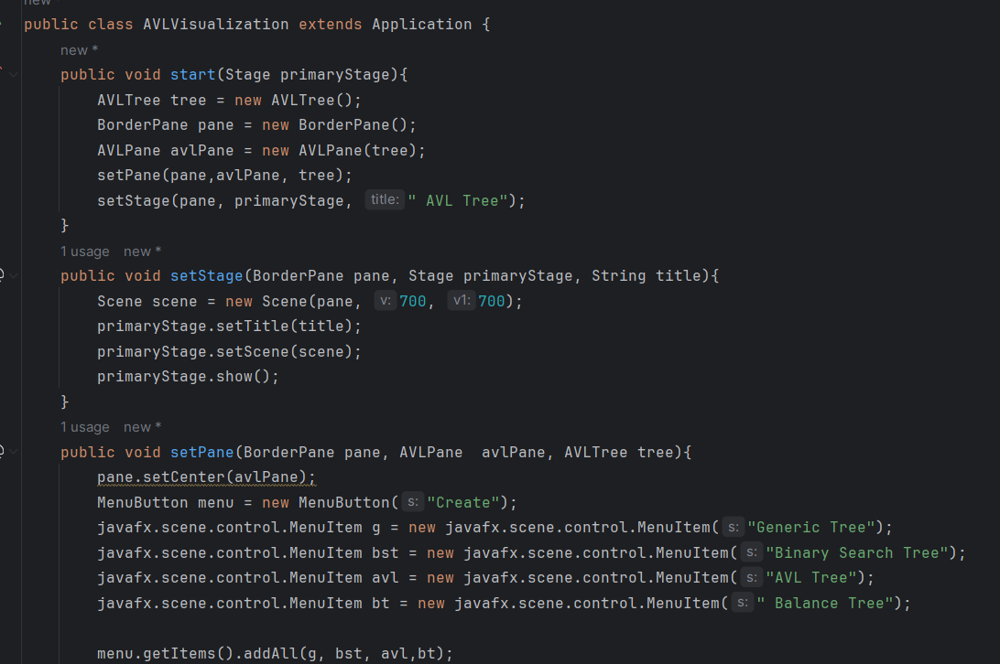 new *
public class AVLVisualization extends Application {
new *
public void start(Stage primaryStage){
AVLTree tree = new AVLTree();
BorderPane pane = new BorderPane();
AVLPane avlPane = new AVLPane(tree);
setPane(pane,avlPane, tree);
setStage(pane, primaryStage, title: " AVL Tree");
}
1 usage new *
public void setStage(BorderPane pane, Stage primaryStage, String title){
Scene scene = new Scene(pane, v: 700, v1: 700);
primaryStage.setTitle(title);
primaryStage.setScene(scene);
primaryStage.show();
}
1 usage new *
public void setPane(BorderPane pane, AVLPane  avlPane, AVLTree tree){
pane.setCenter(avlPane);
MenuButton menu = new MenuButton( s: "Create");
javafx.scene.control.MenuItem g = new javafx.scene.control.MenuItem( s: "Generic Tree");
javafx.scene.control.MenuItem bst = new javafx.scene.control.MenuItem( s: "Binary Search Tree");
javafx.scene.control.MenuItem avl = new javafx.scene.control.MenuItem( s: "AVL Tree");
javafx.scene.control.MenuItem bt = new javafx.scene.control.MenuItem( s: " Balance Tree");
menu.getItems().addAll(g, bst, avl,bt);